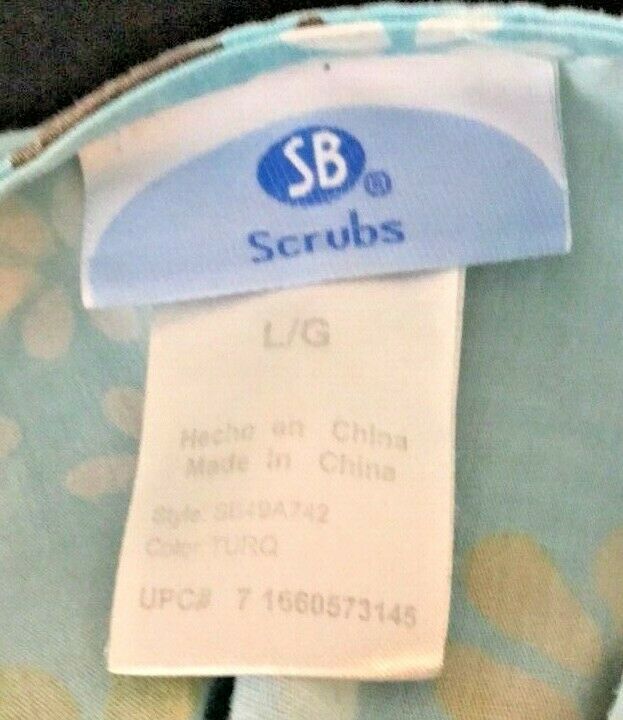 SB®
Scrubs
L/G
Hecho en China
Made in China
Style: SB49A742
Color: TURQ
UPC# 7 1660573145